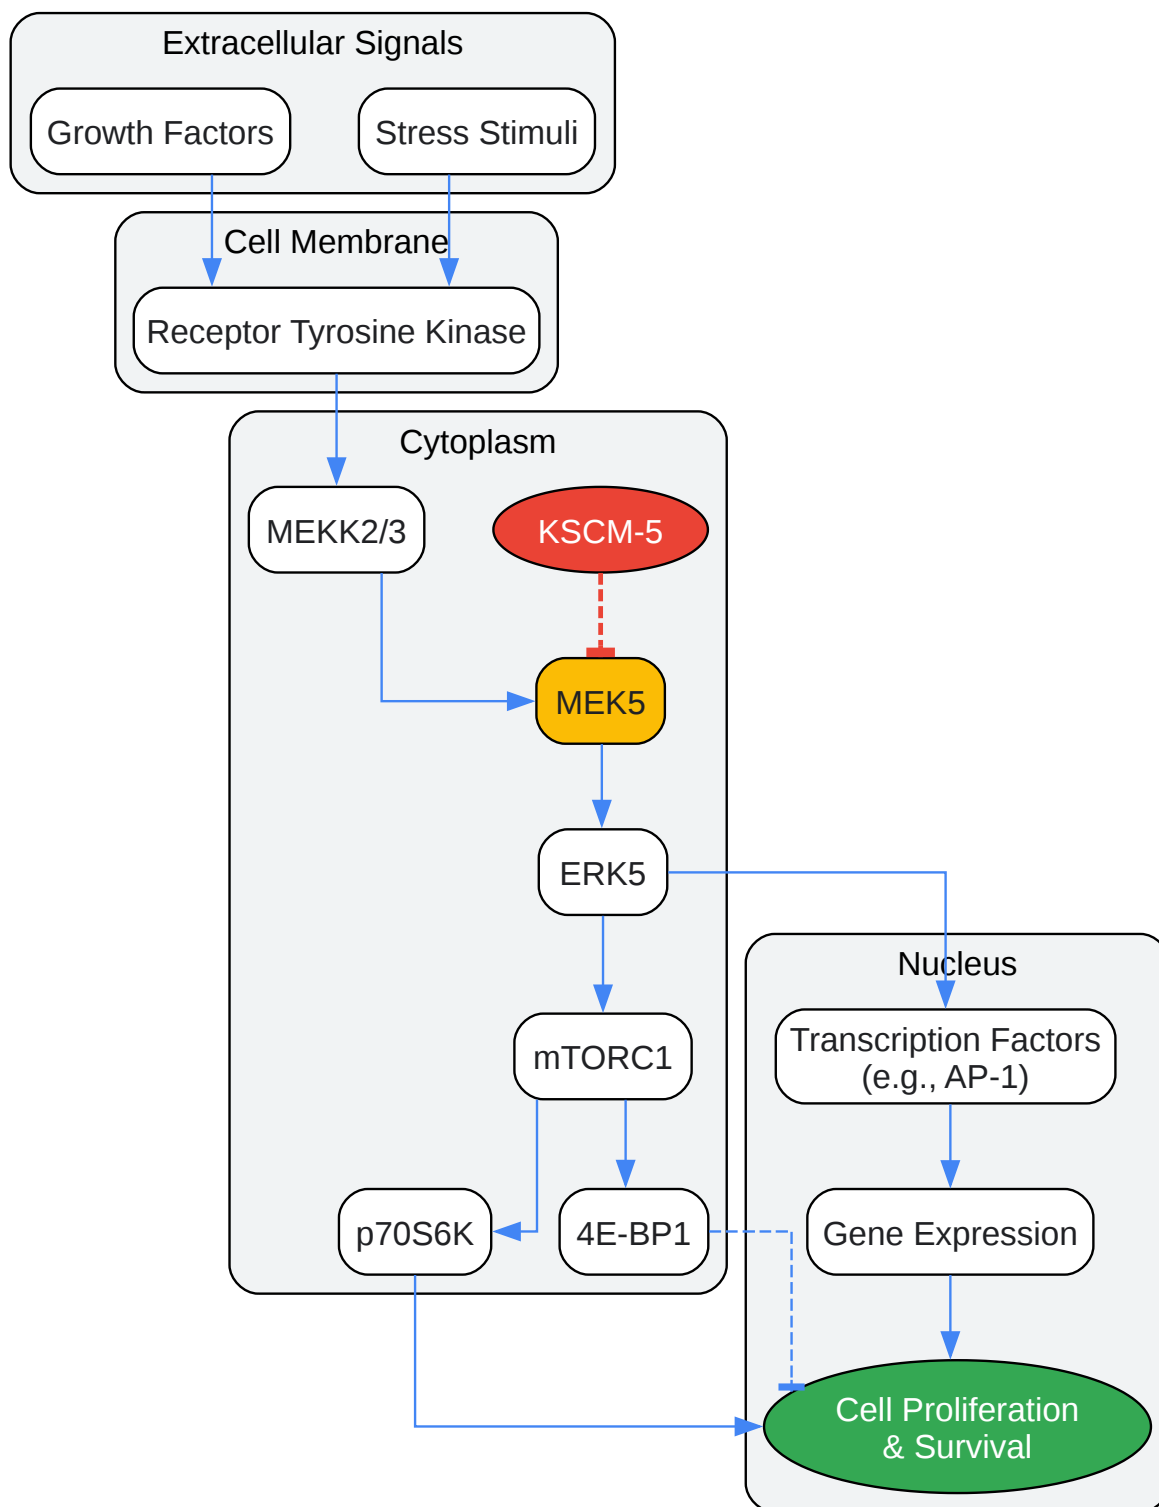 Extracellular Signals
Growth Factors
Stress Stimuli
Cell Membrane
Receptor Tyrosine Kinase
Cytoplasm
MEKK2/3
KSCM-5
MEK5
ERK5
mTORC1
p70S6K
4E-BP1
Nucleus
Transcription Factors
(e.g., AP-1)
Gene Expression
Cell Proliferation
& Survival